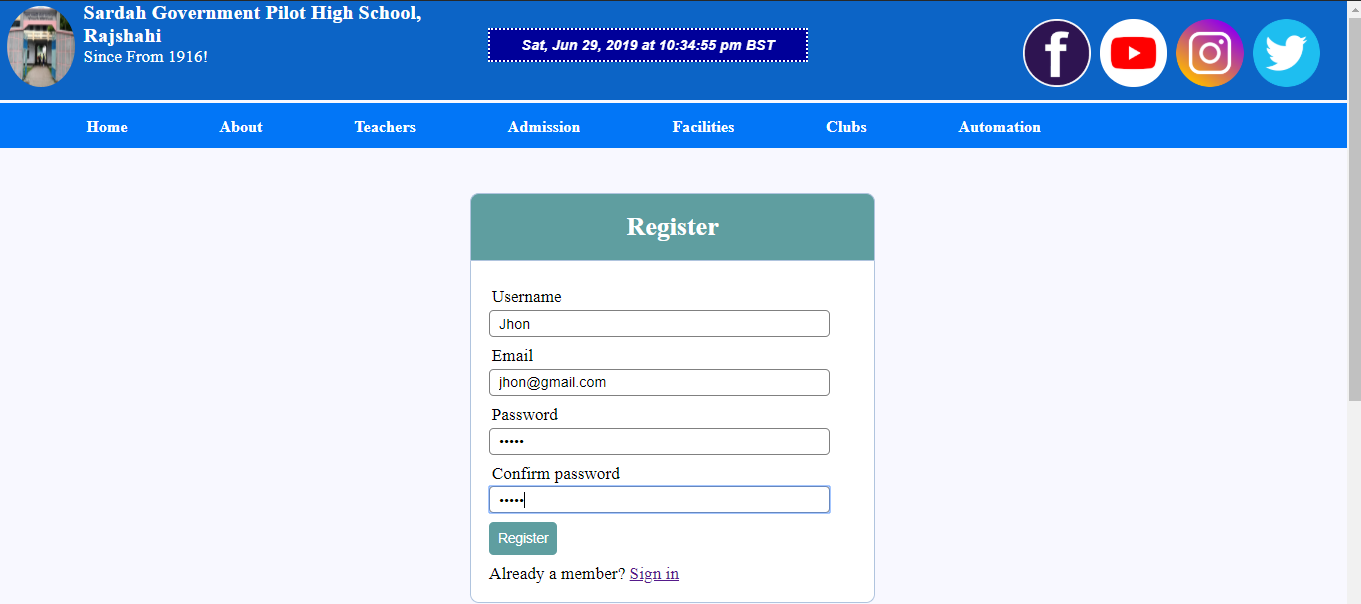 Sardah Government Pilot High School,
Rajshahi
Since From 1916!
Sat, Jun 29, 2019 at 10:34:55 pm BST
Home About Teachers Admission Facilities Clubs Automation
Register
Username
Jhon
Email
jhon@gmail.com
Password
•••••
Confirm password
•••••
Register
Already a member? Sign in